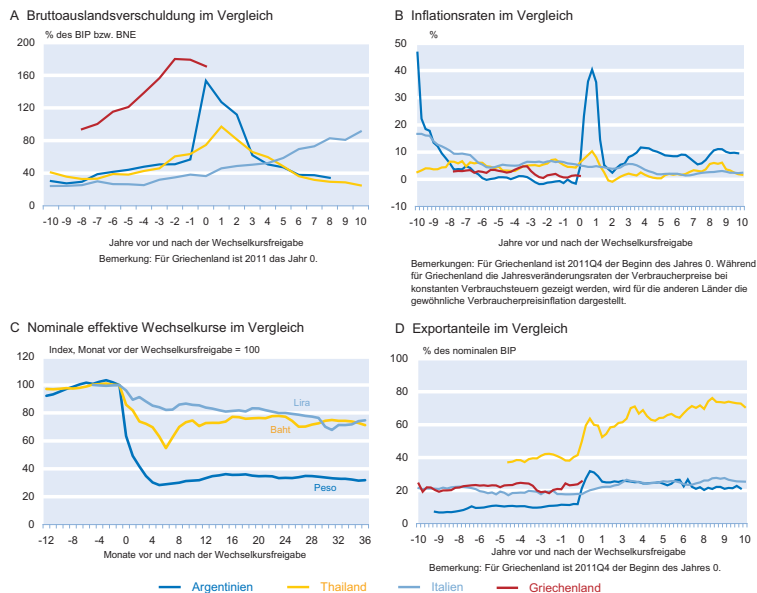 A Bruttoauslandsverschuldung im Vergleich
% des BIP bzw. BNE
200
160
120
80
40
0
-10 -9 -8 -7 -6 -5 -4 -3 -2 -1 0 1 2 3 4 5 6 7 8 9 10
Jahre vor und nach der Wechselkursfreigabe
Bemerkung: Für Griechenland ist 2011 das Jahr 0.
B Inflationsraten im Vergleich
%
50
40
30
20
10
0
-10
-10 -9 -8 -7 -6 -5 -4 -3 -2 -1 0 1 2 3 4 5 6 7 8 9 10
Jahre vor und nach der Wechselkursfreigabe
Bemerkungen: Für Griechenland ist 2011Q4 der Beginn des Jahres 0. Während
für Griechenland die Jahresveränderungsraten der Verbraucherpreise bei
konstanten Verbrauchsteuern gezeigt werden, wird für die anderen Länder die
gewöhnliche Verbraucherpreisinflation dargestellt.
C Nominale effektive Wechselkurse im Vergleich
Index, Monat vor der Wechselkursfreigabe = 100
120
100
80
60
40
20
0
Lira
Baht
Peso
-12 -8 -4 0 4 8 12 16 20 24 28 32 36
Monate vor und nach der Wechselkursfreigabe
D Exportanteile im Vergleich
% des nominalen BIP
100
80
60
40
20
0
-10 -9 -8 -7 -6 -5 -4 -3 -2 -1 0 1 2 3 4 5 6 7 8 9 10
Jahre vor und nach der Wechselkursfreigabe
Bemerkung: Für Griechenland ist 2011Q4 der Beginn des Jahres 0.
Argentinien Thailand Italien Griechenland